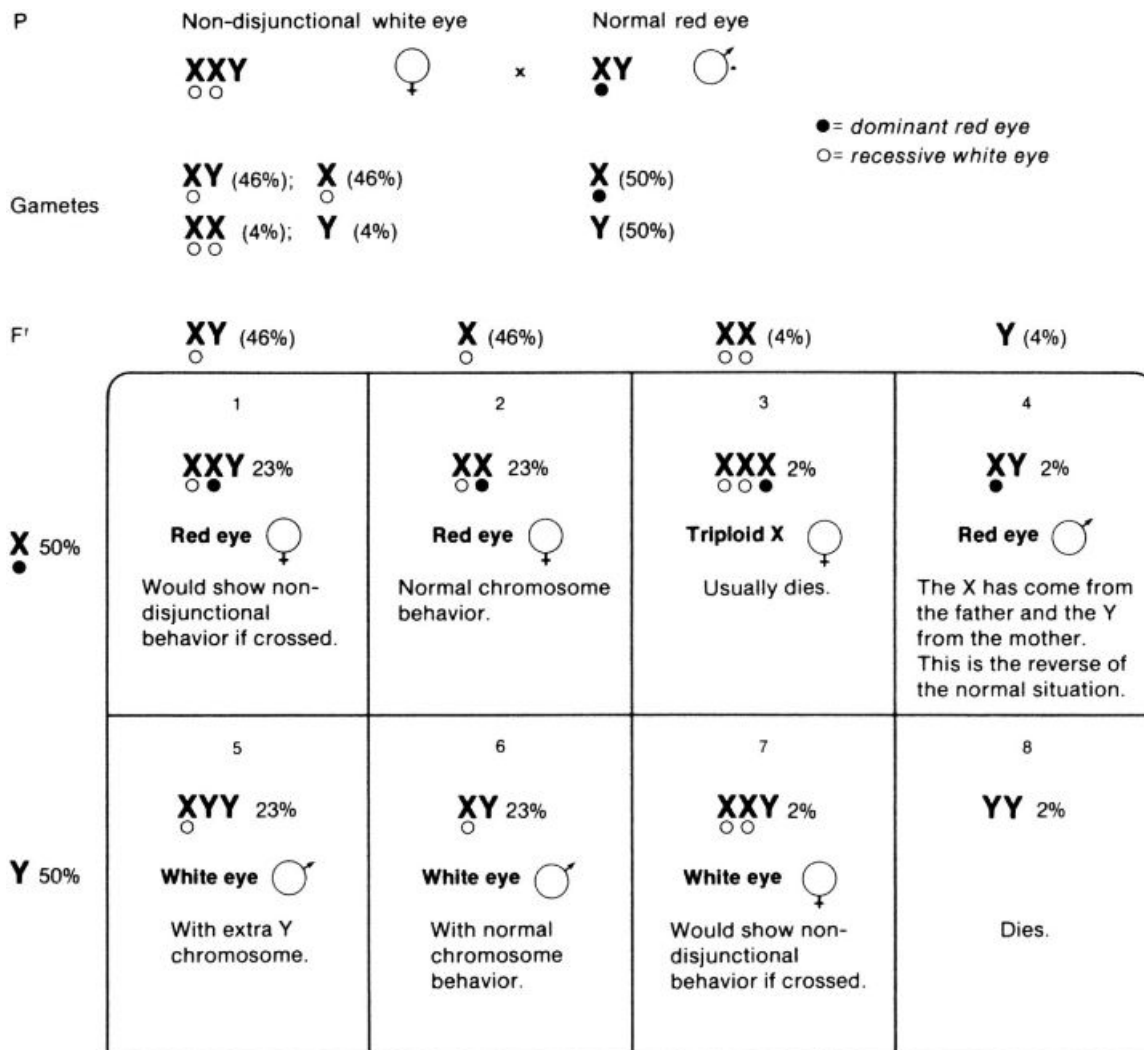 P Non-disjunctional white eye Normal red eye
XXY x XY
●= dominant red eye
○= recessive white eye
Gametes
XY (46%); X (46%) X (50%)
XX (4%); Y (4%) Y (50%)
F¹ XY (46%) X (46%) XX (4%) Y (4%)
X 50%
1
XXY 23%
Red eye
Would show non-
disjunctional
behavior if crossed.
2
XX 23%
Red eye
Normal chromosome
behavior.
3
XXX 2%
Triploid X
Usually dies.
4
XY 2%
Red eye
The X has come from
the father and the Y
from the mother.
This is the reverse of
the normal situation.
Y 50%
5
XYY 23%
White eye
With extra Y
chromosome.
6
XY 23%
White eye
With normal
chromosome
behavior.
7
XXY 2%
White eye
Would show non-
disjunctional
behavior if crossed.
8
YY 2%
Dies.